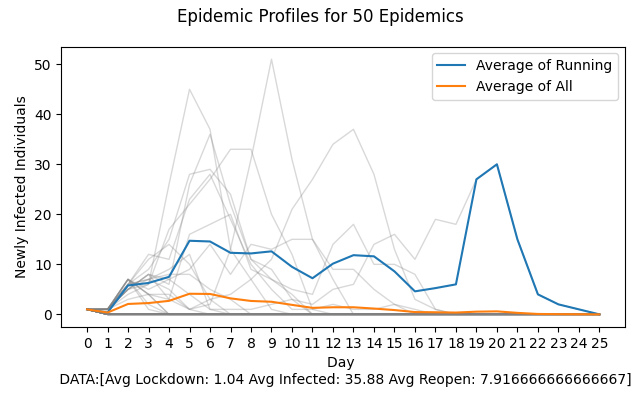 Epidemic Profiles for 50 Epidemics
Newly Infected Individuals
50
40
30
20
10
0
Average of Running
Average of All
0 1 2 3 4 5 6 7 8 9 10 11 12 13 14 15 16 17 18 19 20 21 22 23 24 25
Day
DATA:[Avg Lockdown: 1.04 Avg Infected: 35.88 Avg Reopen: 7.916666666666667]